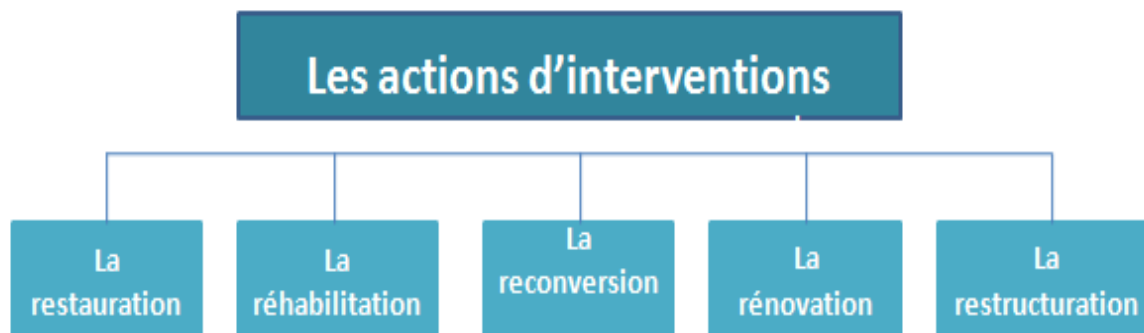 Les actions d'interventions
La
restauration
La
réhabilitation
La
reconversion
La
rénovation
La
restructuration